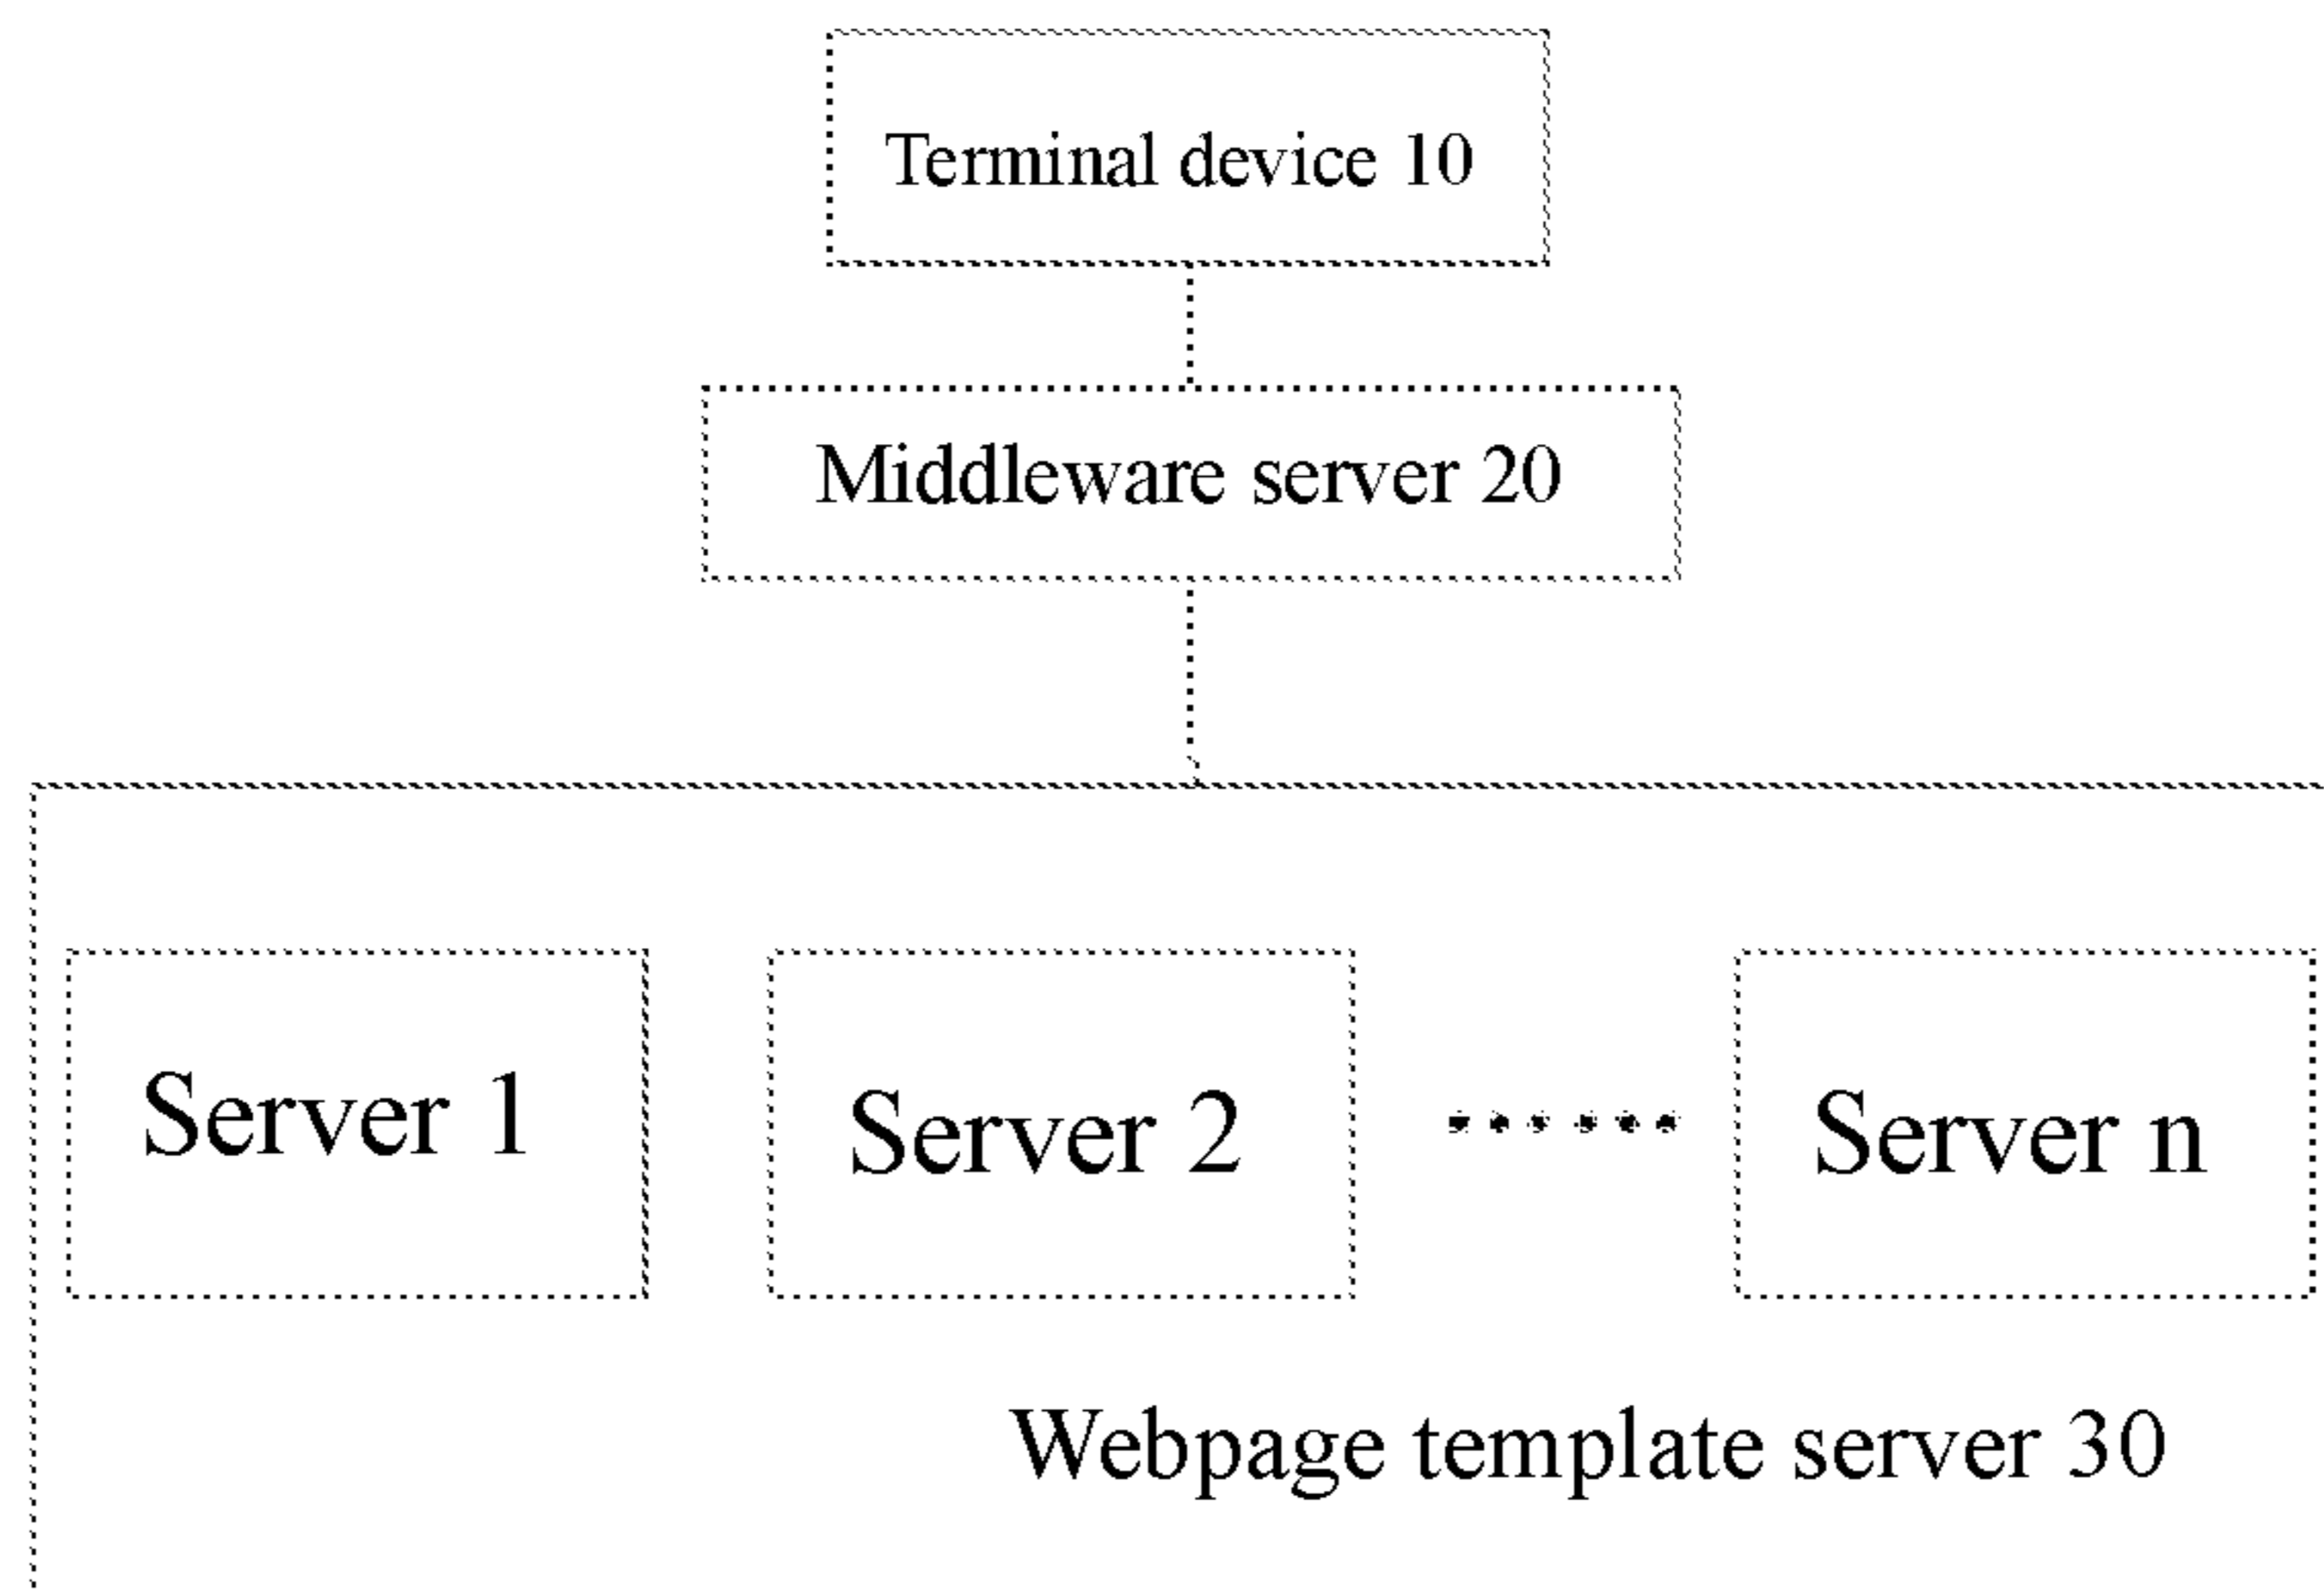 Terminal device 10
Middleware server 20
Server 1
Server 2
......
Server n
Webpage template server 30